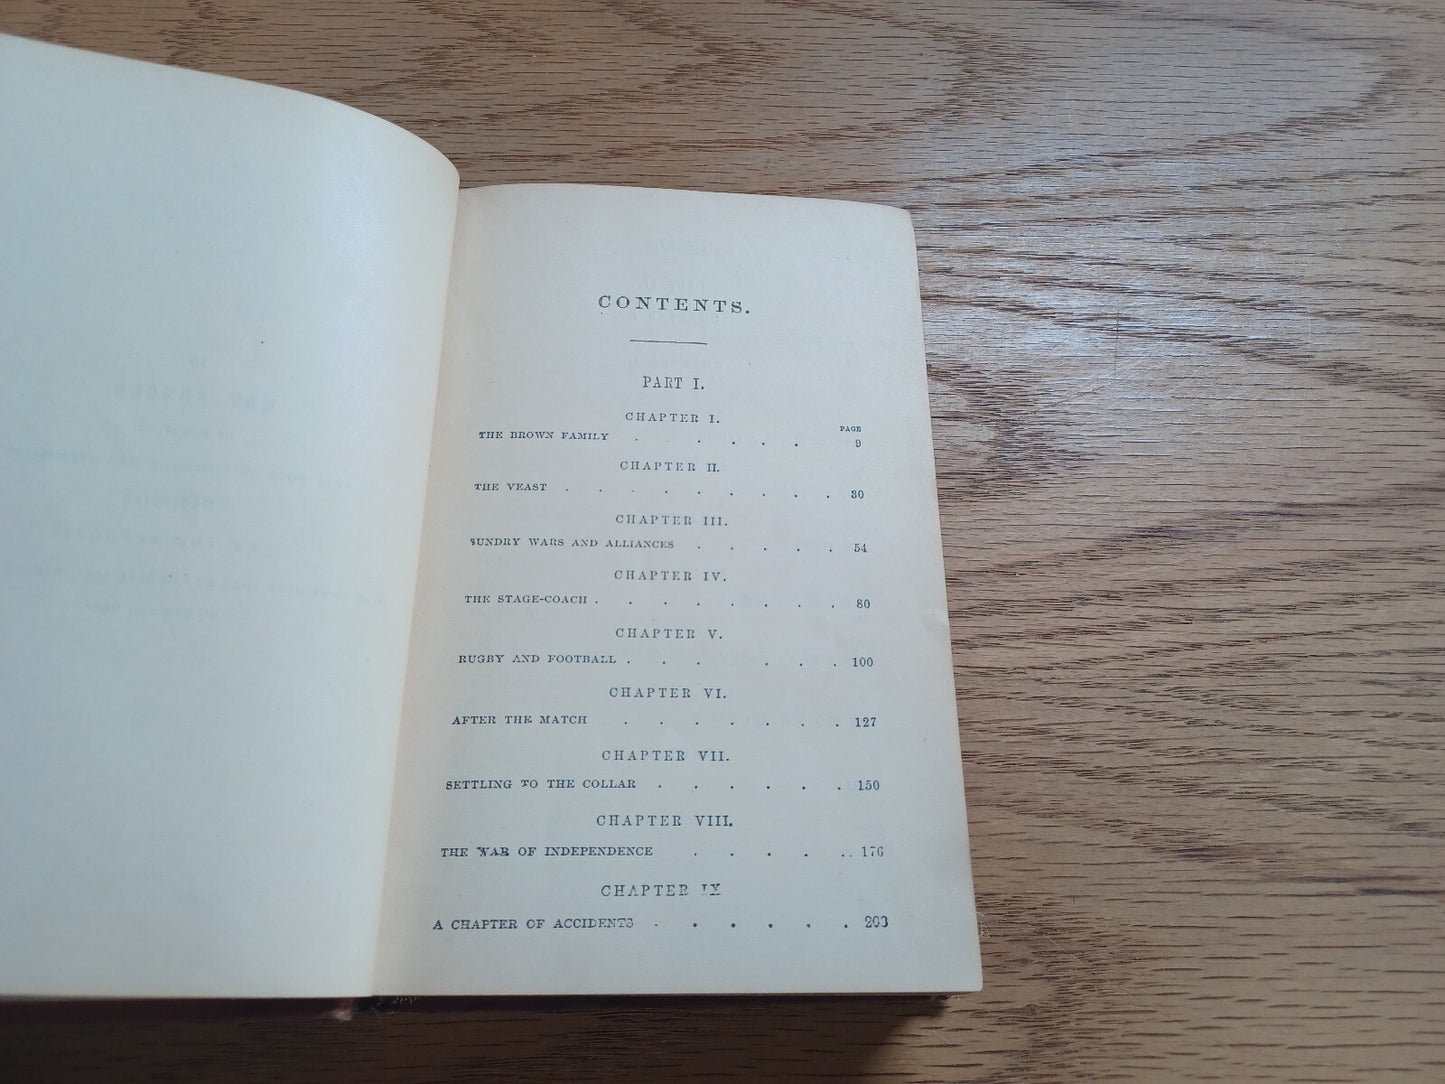 CONTENTS.
PART I.
CHAPTER I.
PAGE
THE BROWN FAMILY . . . . . . 9
CHAPTER II.
THE VEAST . . . . . . . . . 30
CHAPTER III.
SUNDRY WARS AND ALLIANCES . . . . . 54
CHAPTER IV.
THE STAGE-COACH . . . . . . . . 80
CHAPTER V.
RUGBY AND FOOTBALL . . . . . . 100
CHAPTER VI.
AFTER THE MATCH . . . . . . . 127
CHAPTER VII.
SETTLING TO THE COLLAR . . . . . . 150
CHAPTER VIII.
THE WAR OF INDEPENDENCE . . . . . . 176
CHAPTER IX
A CHAPTER OF ACCIDENTS . . . . . . 203